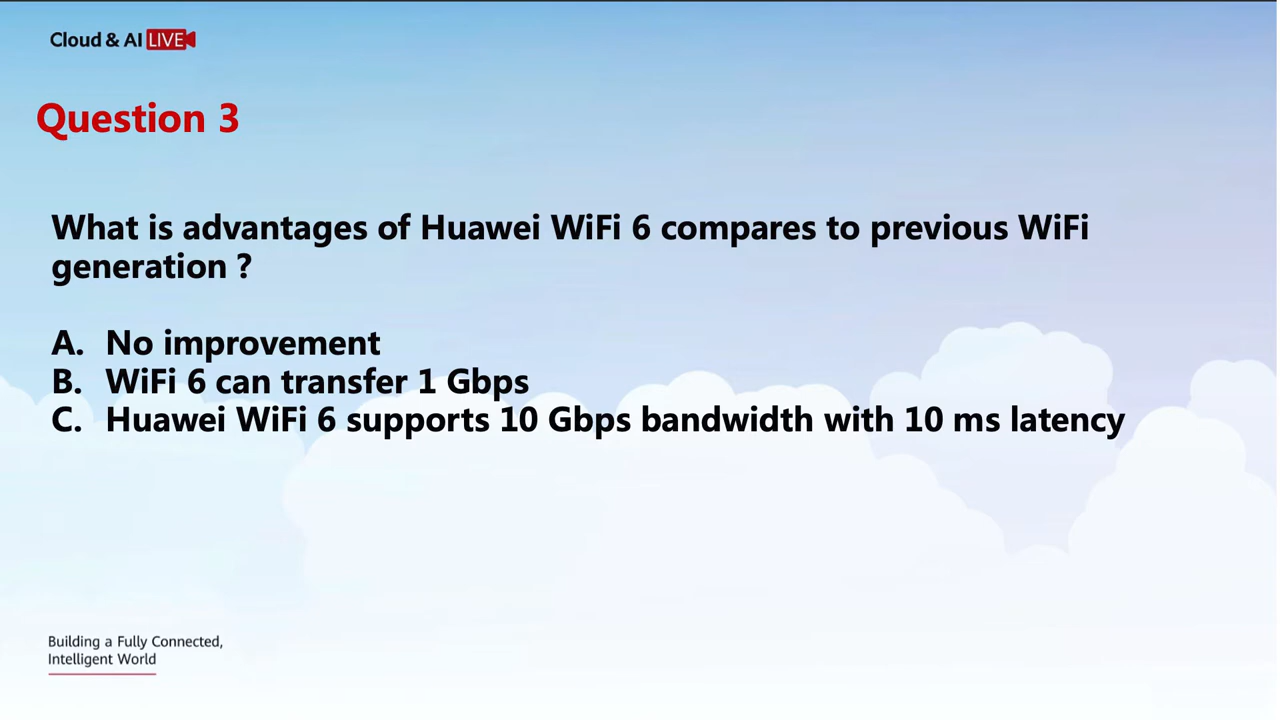 Cloud & AI LIVE
Question 3
What is advantages of Huawei WiFi 6 compares to previous WiFi
generation ?
A. No improvement
B. WiFi 6 can transfer 1 Gbps
C. Huawei WiFi 6 supports 10 Gbps bandwidth with 10 ms latency
Building a Fully Connected,
Intelligent World